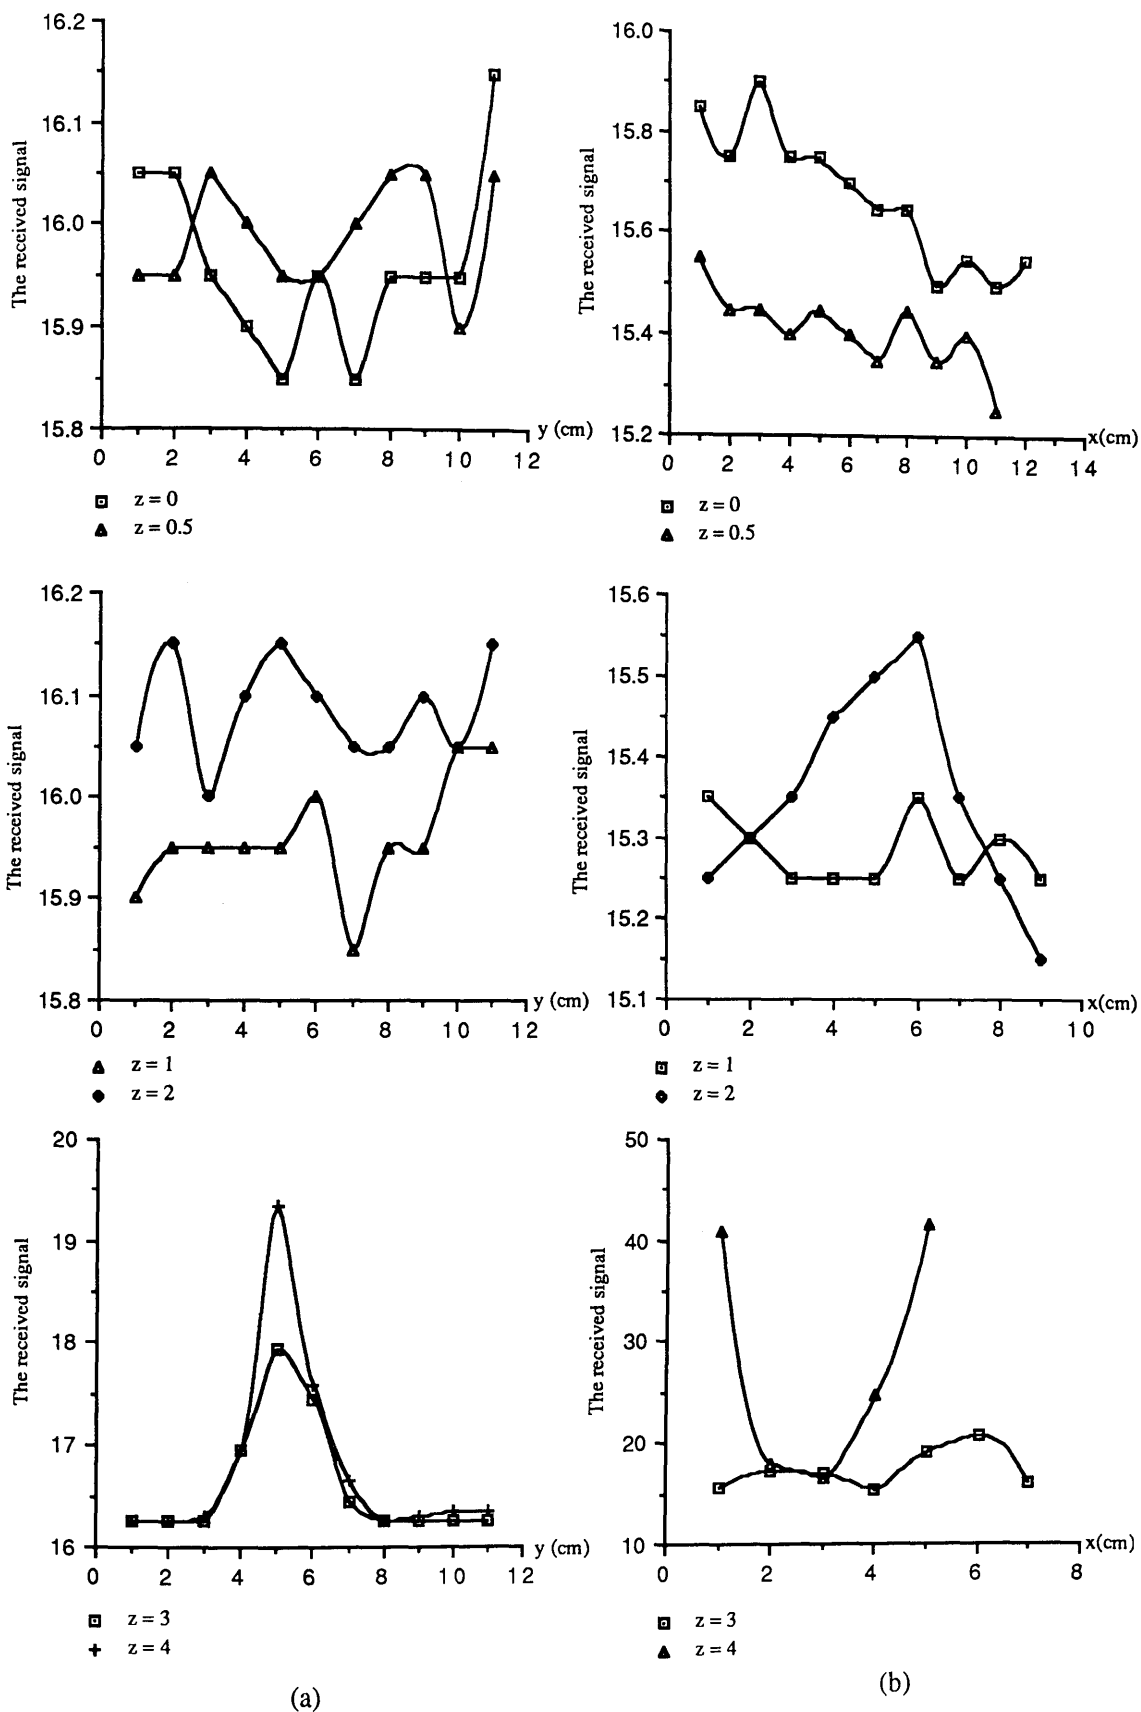 16.2
16.1
16.0
15.9
15.8
The received signal
0 2 4 6 8 10 12
y (cm)
z = 0
z = 0.5
16.0
15.8
15.6
15.4
15.2
The received signal
0 2 4 6 8 10 12 14
x(cm)
z = 0
z = 0.5
16.2
16.1
16.0
15.9
15.8
The received signal
0 2 4 6 8 10 12
y (cm)
z = 1
z = 2
15.6
15.5
15.4
15.3
15.2
15.1
The received signal
0 2 4 6 8 10
x(cm)
z = 1
z = 2
20
19
18
17
16
The received signal
0 2 4 6 8 10 12
y (cm)
z = 3
z = 4
(a)
50
40
30
20
10
The received signal
0 2 4 6 8
x(cm)
z = 3
z = 4
(b)